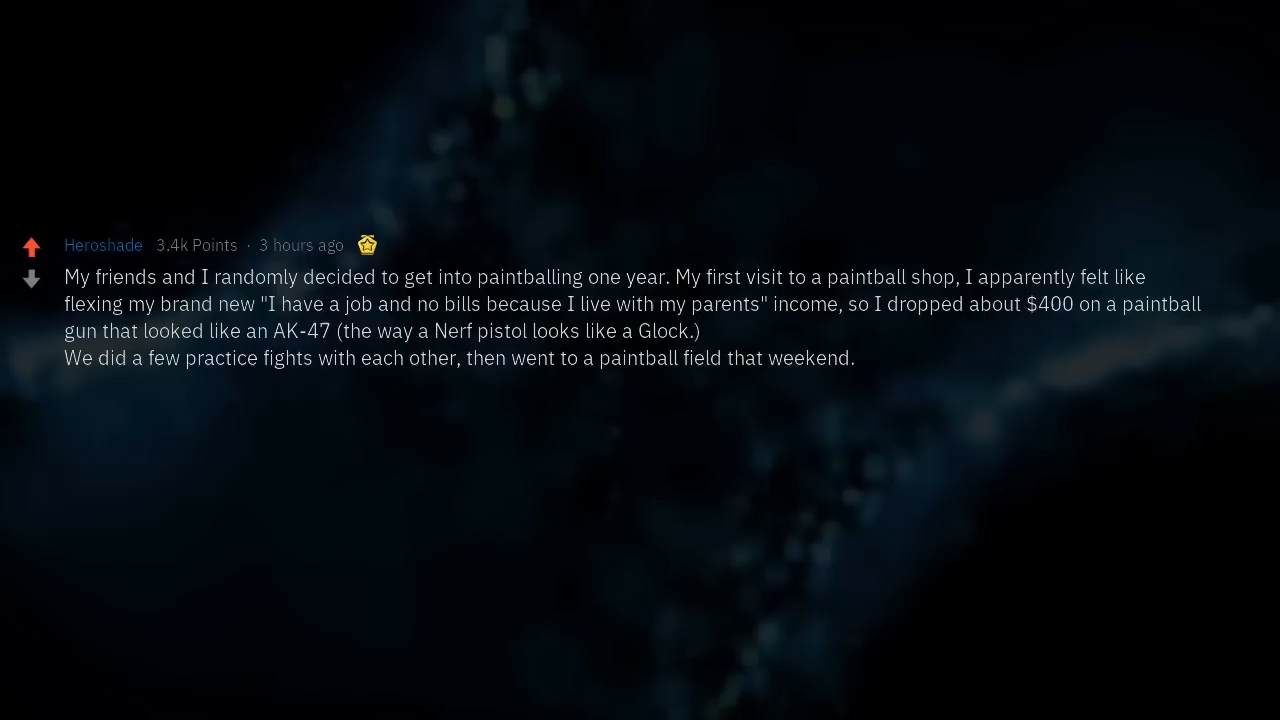 Heroshade 3.4k Points · 3 hours ago
My friends and I randomly decided to get into paintballing one year. My first visit to a paintball shop, I apparently felt like
flexing my brand new "I have a job and no bills because I live with my parents" income, so I dropped about $400 on a paintball
gun that looked like an AK-47 (the way a Nerf pistol looks like a Glock.)
We did a few practice fights with each other, then went to a paintball field that weekend.